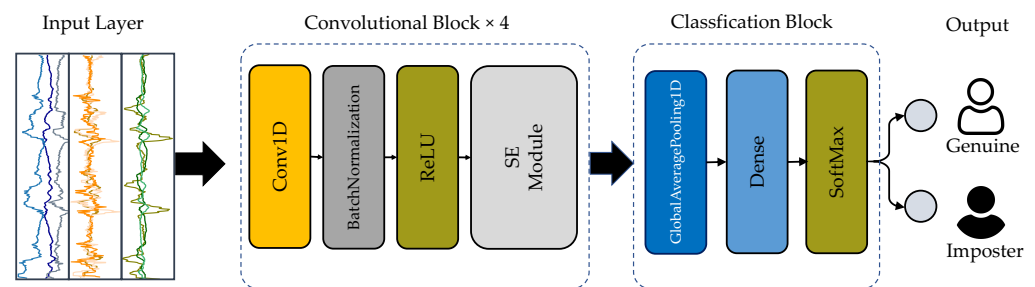 Input Layer
Convolutional Block × 4
Classfication Block
Output
Conv1D
BatchNormalization
ReLU
SE
Module
GlobalAveragePooling1D
Dense
SoftMax
Genuine
Imposter